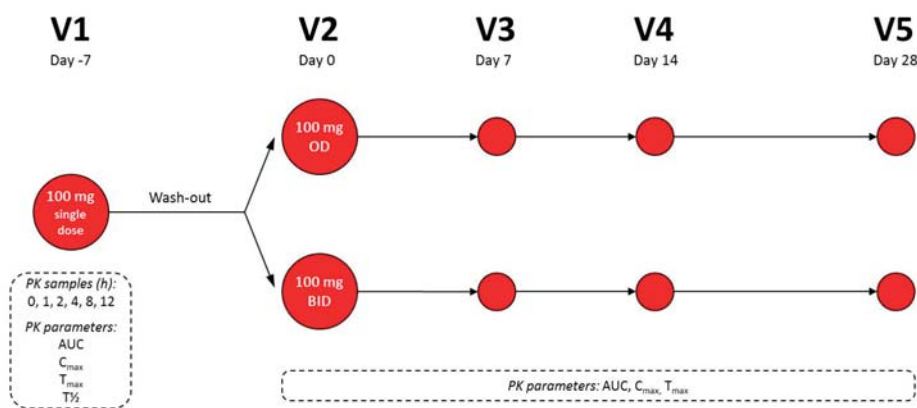 V1 V2 V3 V4 V5
Day -7 Day 0 Day 7 Day 14 Day 28
100 mg
OD
Wash-out
100 mg
single
dose
100 mg
BID
PK samples (h):
0, 1, 2, 4, 8, 12
PK parameters:
AUC
Cmax
Tmax
T½
PK parameters: AUC, Cmax, Tmax